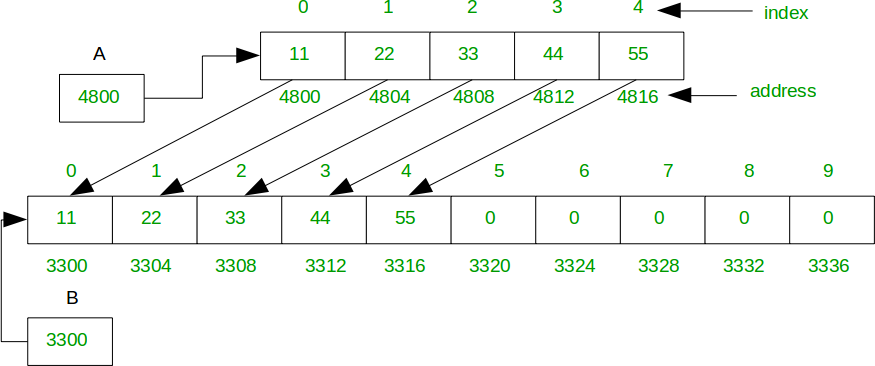 0 1 2 3 4 index
A
11 22 33 44 55
4800
4800 4804 4808 4812 4816 address
0 1 2 3 4 5 6 7 8 9
11 22 33 44 55 0 0 0 0 0
3300 3304 3308 3312 3316 3320 3324 3328 3332 3336
B
3300